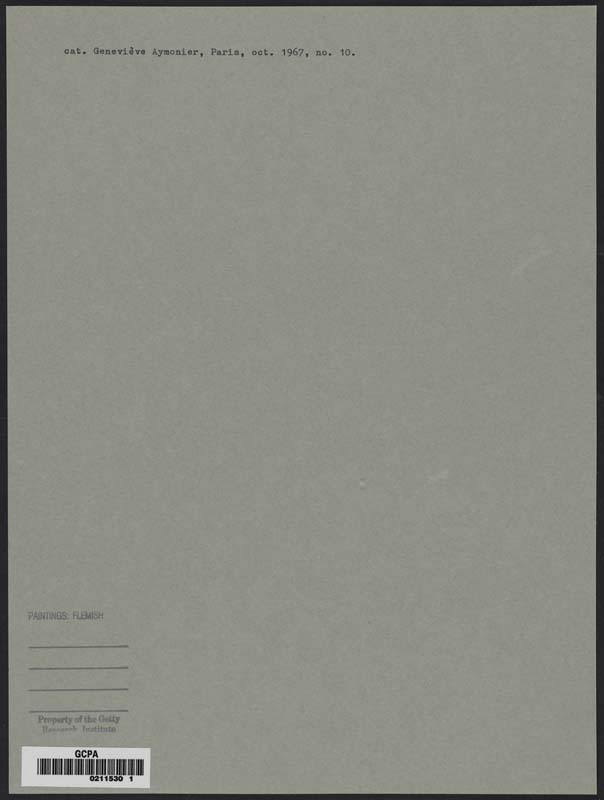 cat. Geneviève Aymonier, Paris, oct. 1967, no. 10.
PAINTINGS: FLEMISH
Property of the Getty
Research Institute
GCPA
0211530 1